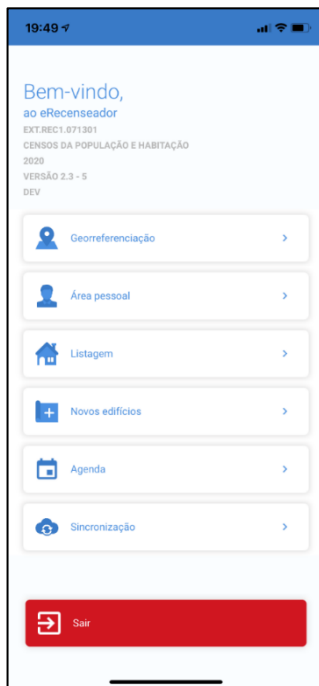 19:49
Bem-vindo,
ao eRecenseador
EXT.REC1.071301
CENSOS DA POPULAÇÃO E HABITAÇÃO
2020
VERSÃO 2.3 - 5
DEV
Georreferenciação
Área pessoal
Listagem
Novos edifícios
Agenda
Sincronização
Sair